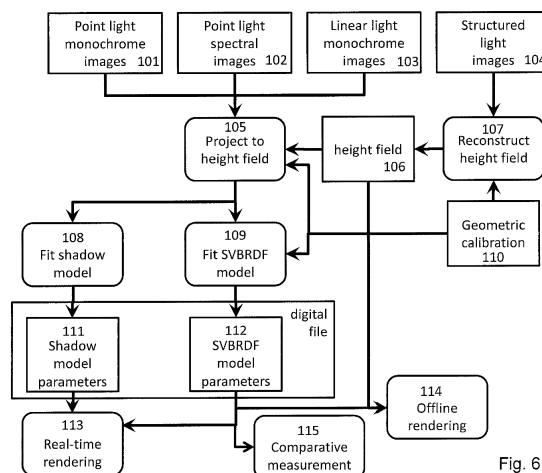 Point light
monochrome
images 101
Point light
spectral
images 102
Linear light
monochrome
images 103
Structured
light
images 104
105
Project to
height field
height field
106
107
Reconstruct
height field
108
Fit shadow
model
109
Fit SVBRDF
model
Geometric
calibration
110
digital
file
111
Shadow
model
parameters
112
SVBRDF
model
parameters
113
Real-time
rendering
114
Offline
rendering
115
Comparative
measurement
Fig. 6